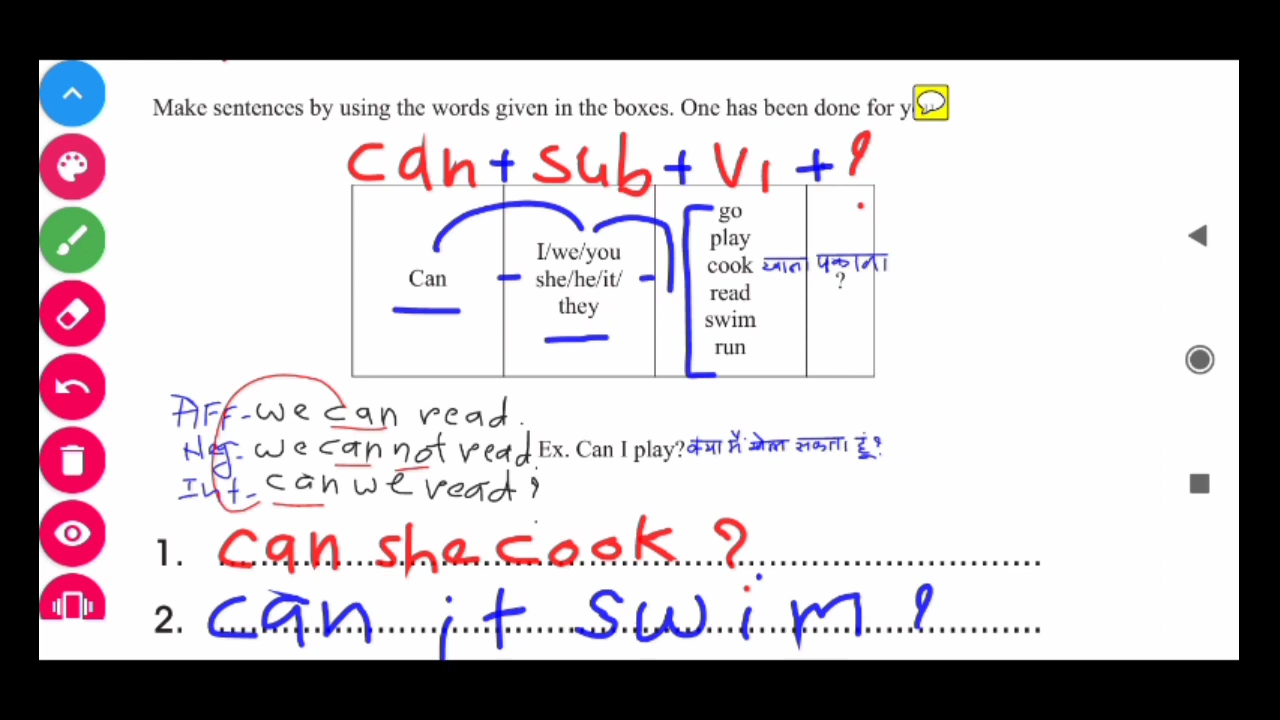 Make sentences by using the words given in the boxes. One has been done for y
can + sub + V1 + ?
go
I/we/you play
Can she/he/it/ cook खाना पकाना
they read ?
swim
run
Aff- we can read.
Neg- we can not read Ex. Can I play? क्या मैं खेल सकता हूं?
Int- can we read ?
1. can she cook ?
2. can it swim ?